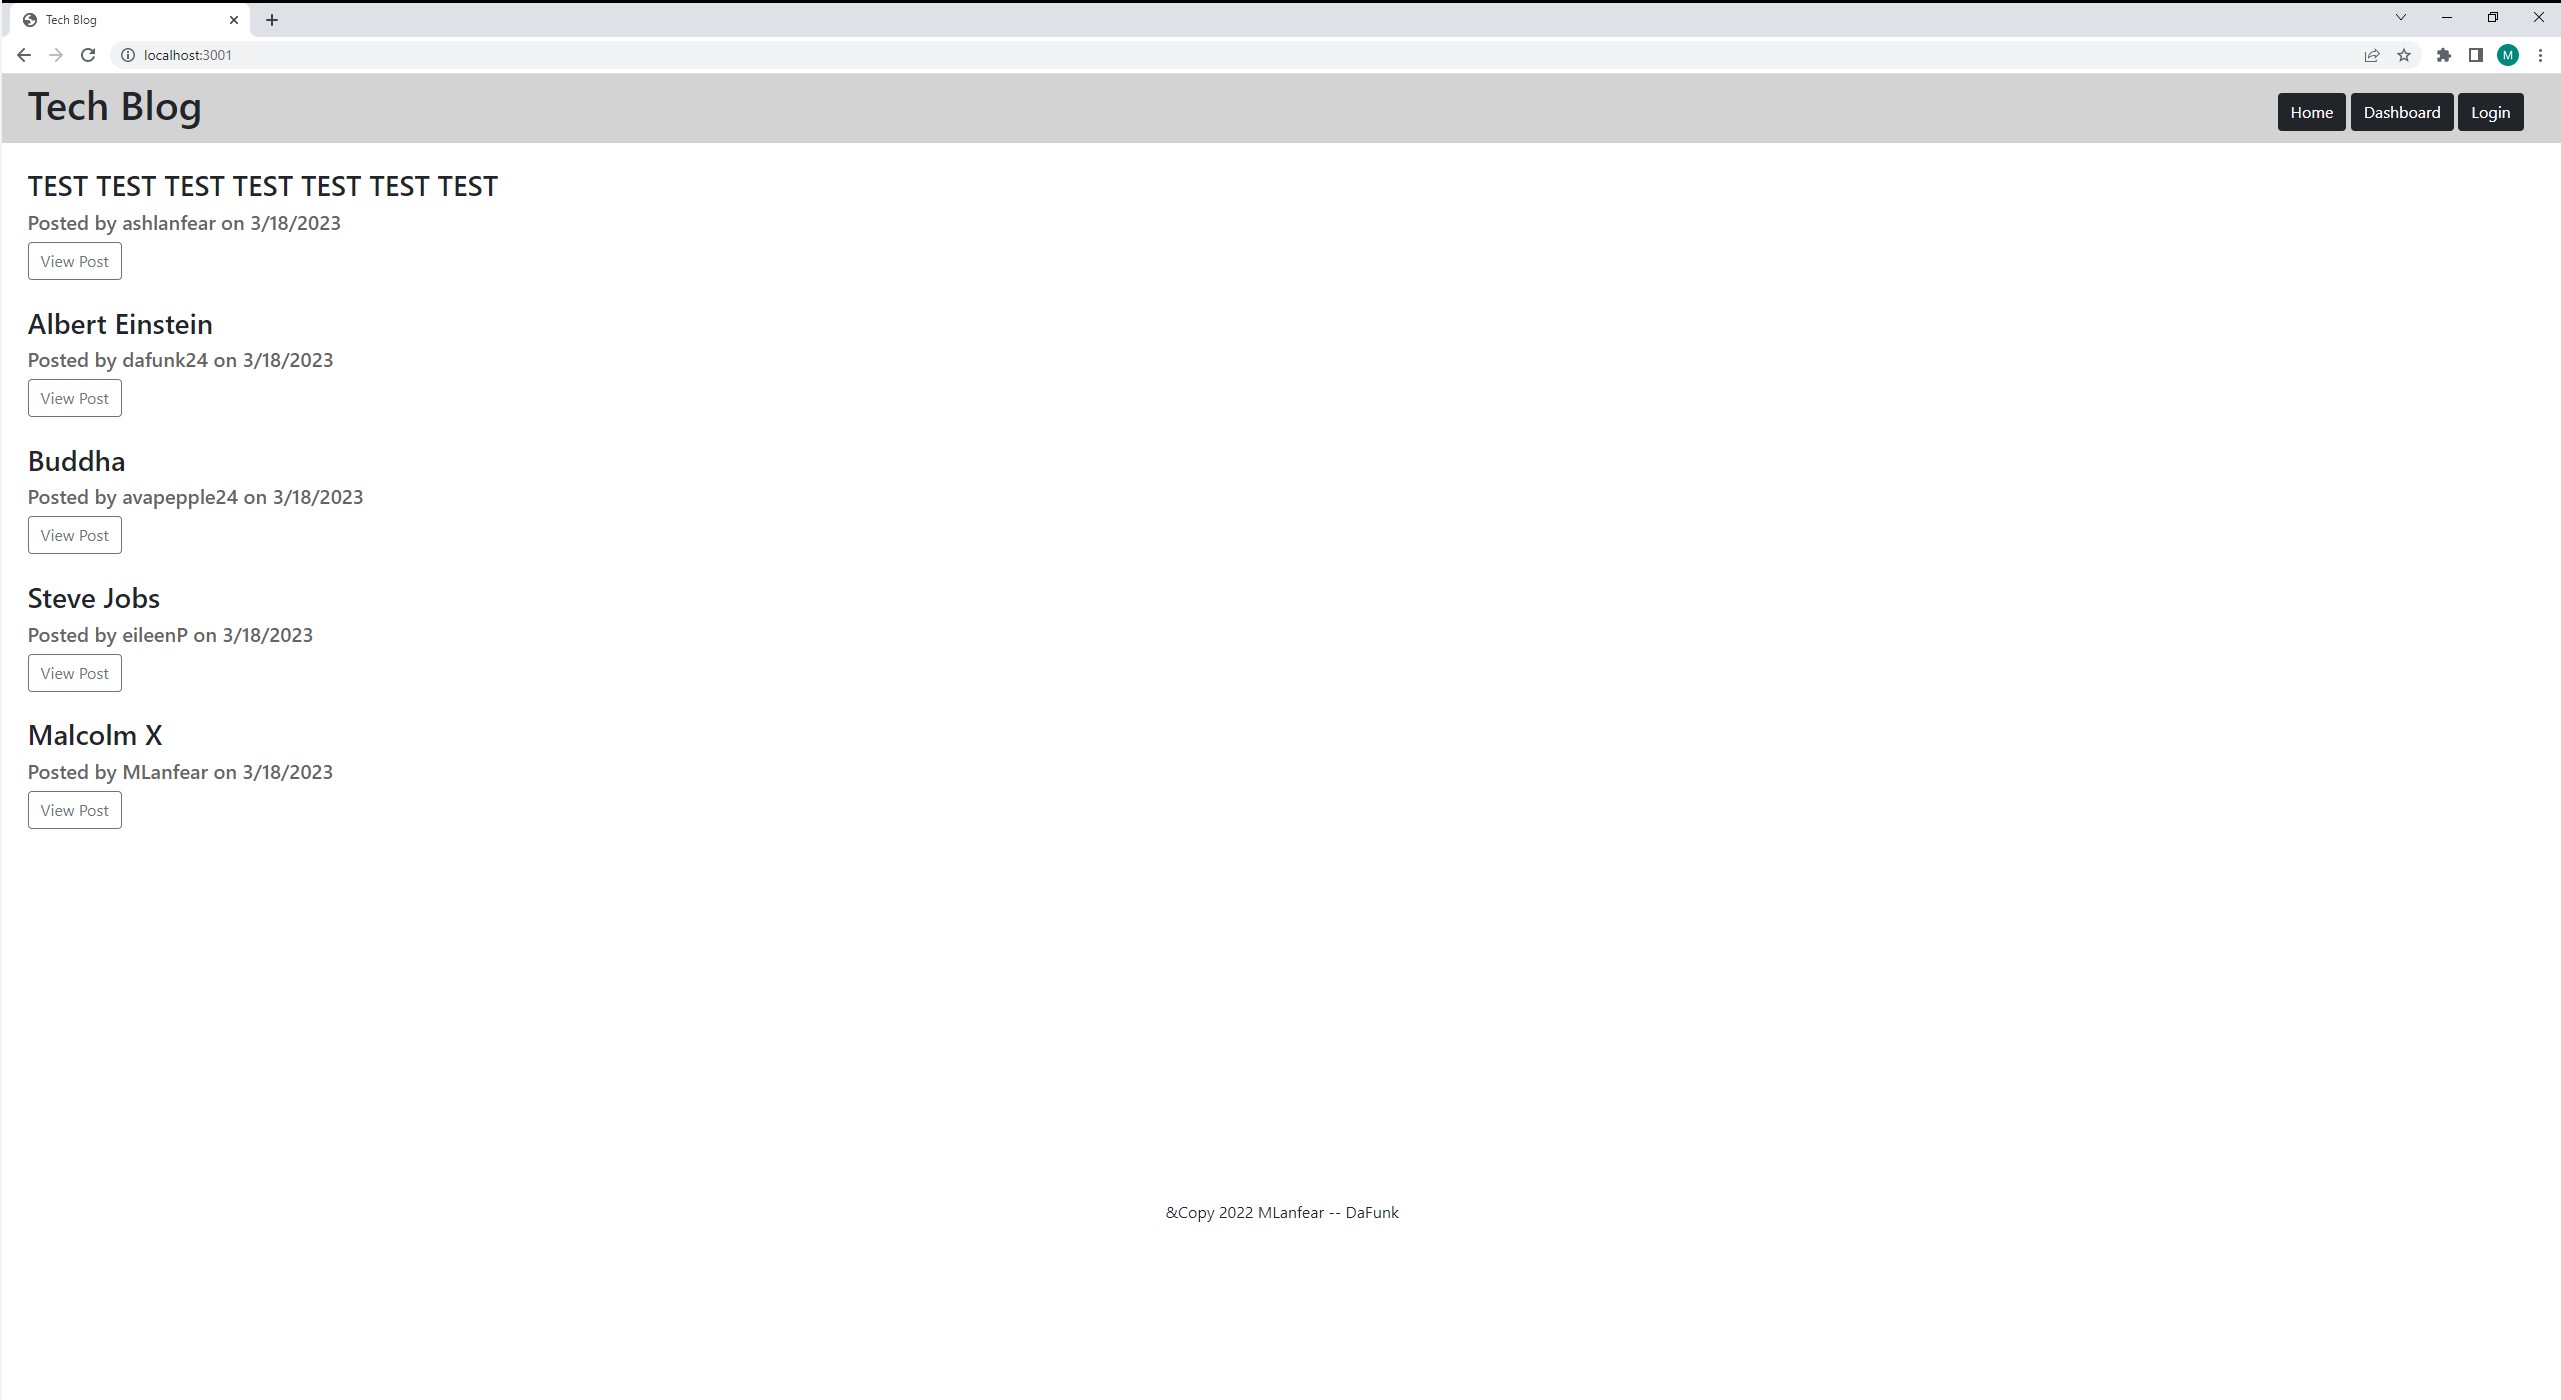 Tech Blog
localhost:3001
M
Tech Blog
Home Dashboard Login
TEST TEST TEST TEST TEST TEST TEST
Posted by ashlanfear on 3/18/2023
View Post
Albert Einstein
Posted by dafunk24 on 3/18/2023
View Post
Buddha
Posted by avapepple24 on 3/18/2023
View Post
Steve Jobs
Posted by eileenP on 3/18/2023
View Post
Malcolm X
Posted by MLanfear on 3/18/2023
View Post
&Copy 2022 MLanfear -- DaFunk